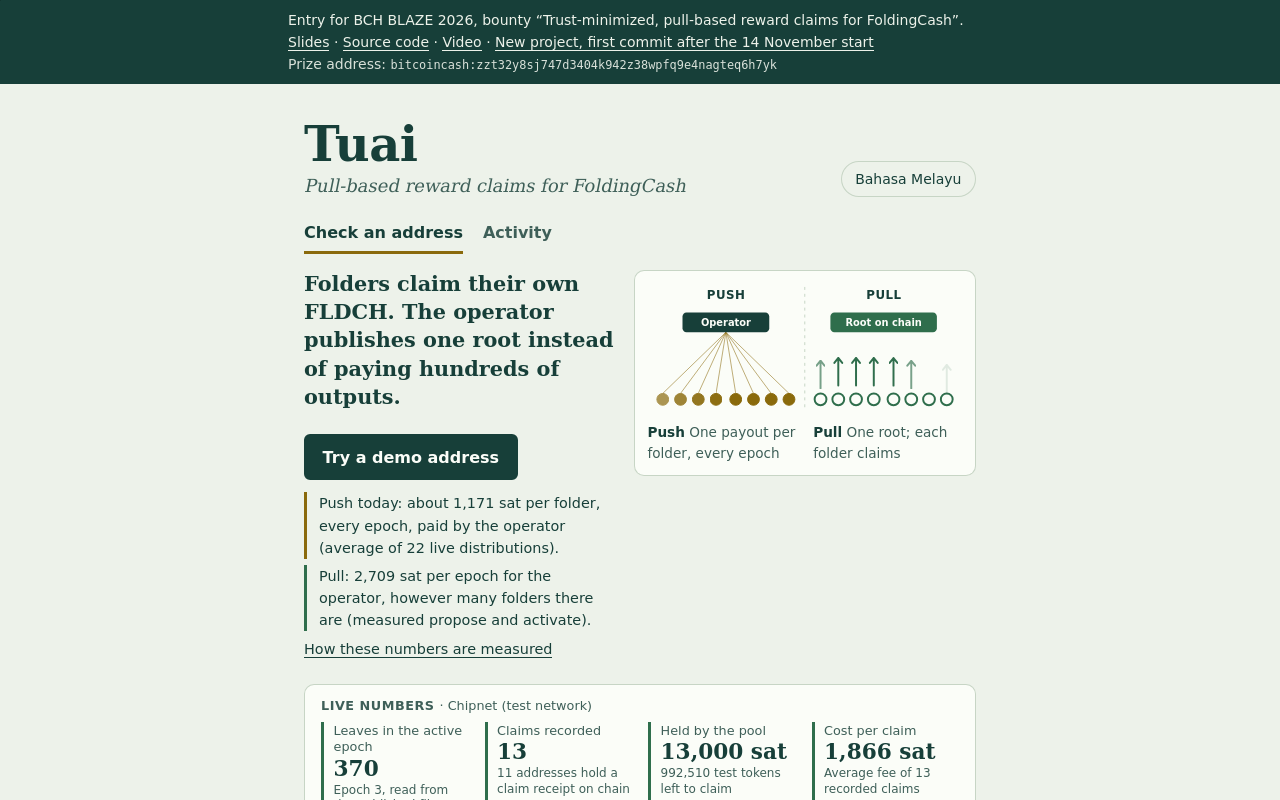 Entry for BCH BLAZE 2026, bounty “Trust-minimized, pull-based reward claims for FoldingCash”.
Slides · Source code · Video · New project, first commit after the 14 November start
Prize address: bitcoincash:zzt32y8sj747d3404k942z38wpfq9e4nagteq6h7yk
Tuai
Pull-based reward claims for FoldingCash
Bahasa Melayu
Check an address
Activity
Folders claim their own
FLDCH. The operator
publishes one root instead
of paying hundreds of
outputs.
Try a demo address
Push today: about 1,171 sat per folder,
every epoch, paid by the operator
(average of 22 live distributions).
Pull: 2,709 sat per epoch for the
operator, however many folders there
are (measured propose and activate).
How these numbers are measured
PUSH
Operator
PULL
Root on chain
Push One payout per
folder, every epoch
Pull One root; each
folder claims
LIVE NUMBERS · Chipnet (test network)
Leaves in the active
epoch
370
Epoch 3, read from
Claims recorded
13
11 addresses hold a
claim receipt on chain
Held by the pool
13,000 sat
992,510 test tokens
left to claim
Cost per claim
1,866 sat
Average fee of 13
recorded claims